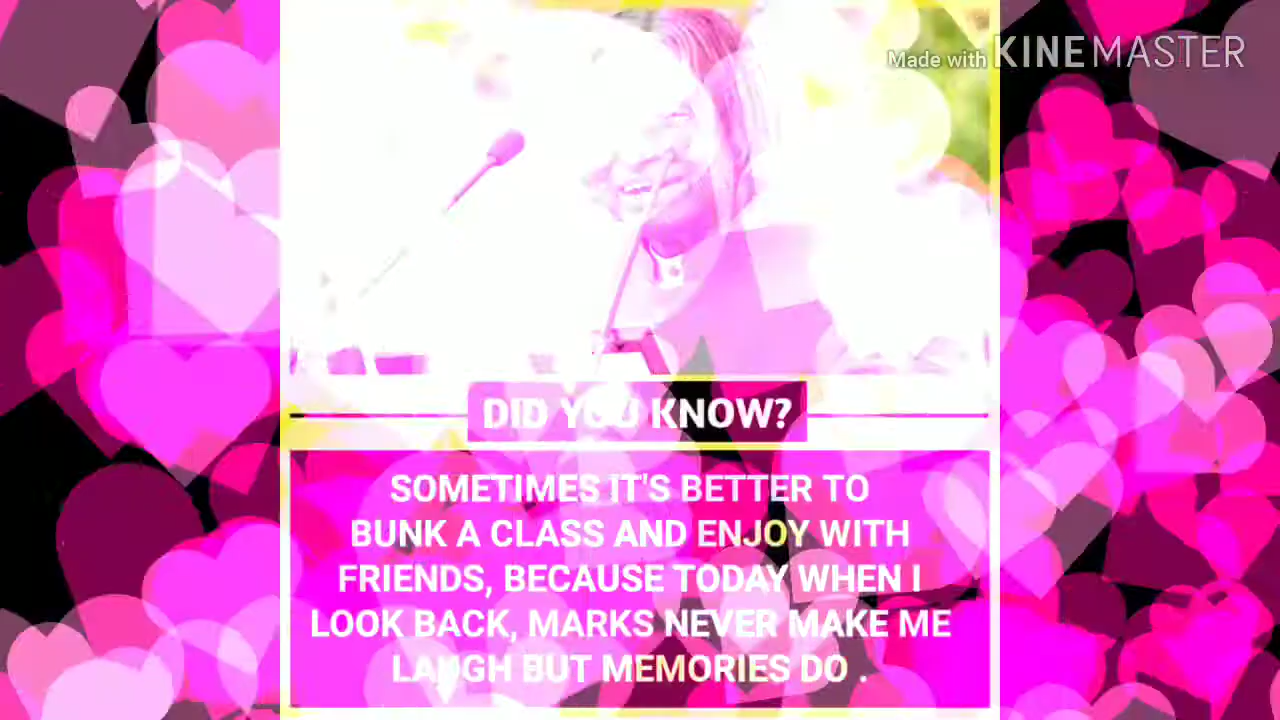 Made with KINEMASTER
DID YOU KNOW?
SOMETIMES IT'S BETTER TO
BUNK A CLASS AND ENJOY WITH
FRIENDS, BECAUSE TODAY WHEN I
LOOK BACK, MARKS NEVER MAKE ME
LAUGH BUT MEMORIES DO .